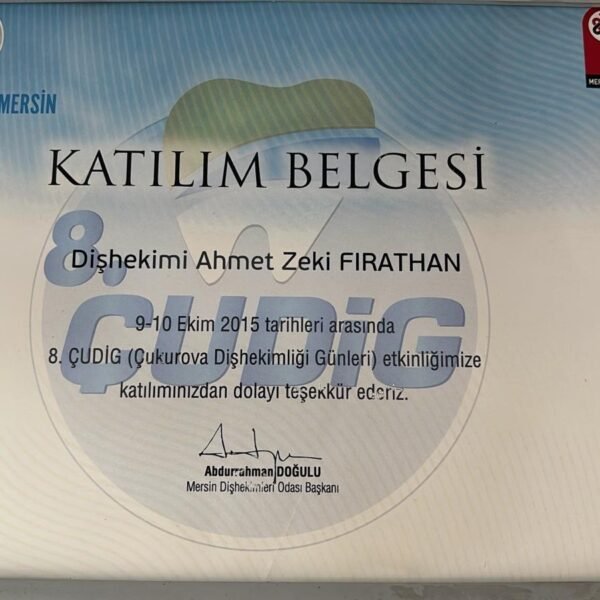 MERSİN
KATILIM BELGESİ
8.
ÇUDİG
Dişhekimi Ahmet Zeki FIRATHAN
9-10 Ekim 2015 tarihleri arasında
8. ÇUDİG (Çukurova Dişhekimliği Günleri) etkinliğimize
katılımınızdan dolayı teşekkür ederiz.
Abdurrahman DOĞULU
Mersin Dişhekimleri Odası Başkanı